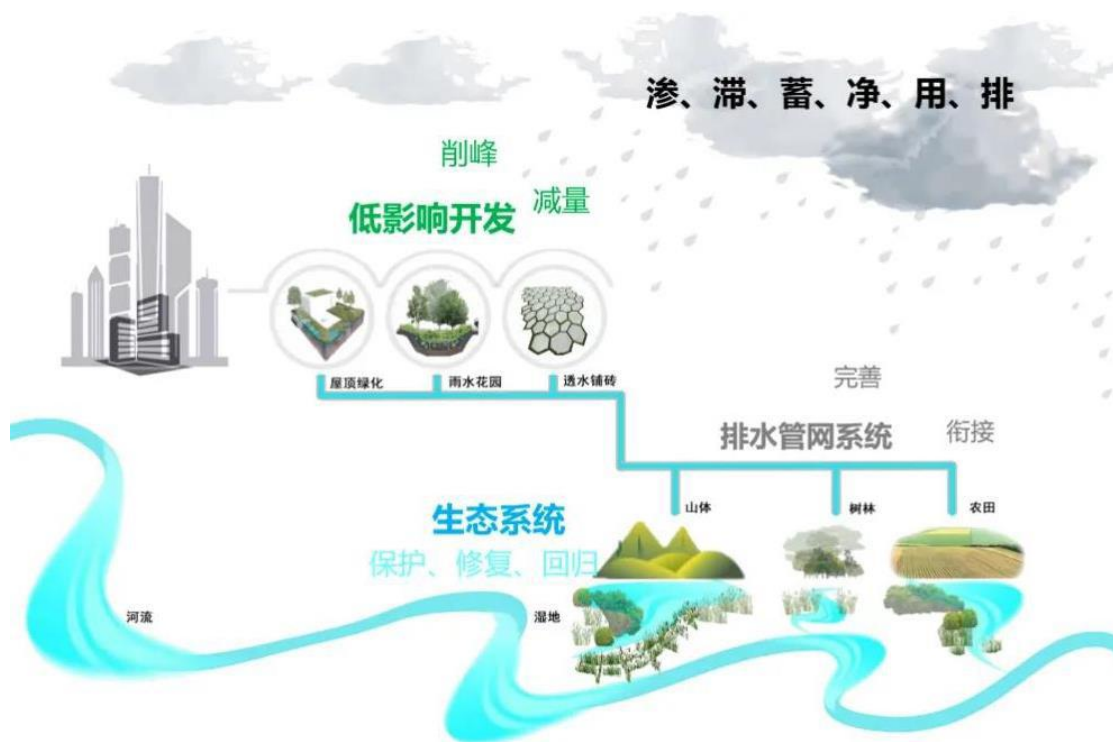 渗、滞、蓄、净、用、排
削峰
减量
低影响开发
屋顶绿化
雨水花园
透水铺砖
完善
排水管网系统
衔接
山体
树林
农田
生态系统
保护、修复、回归
河流
湿地